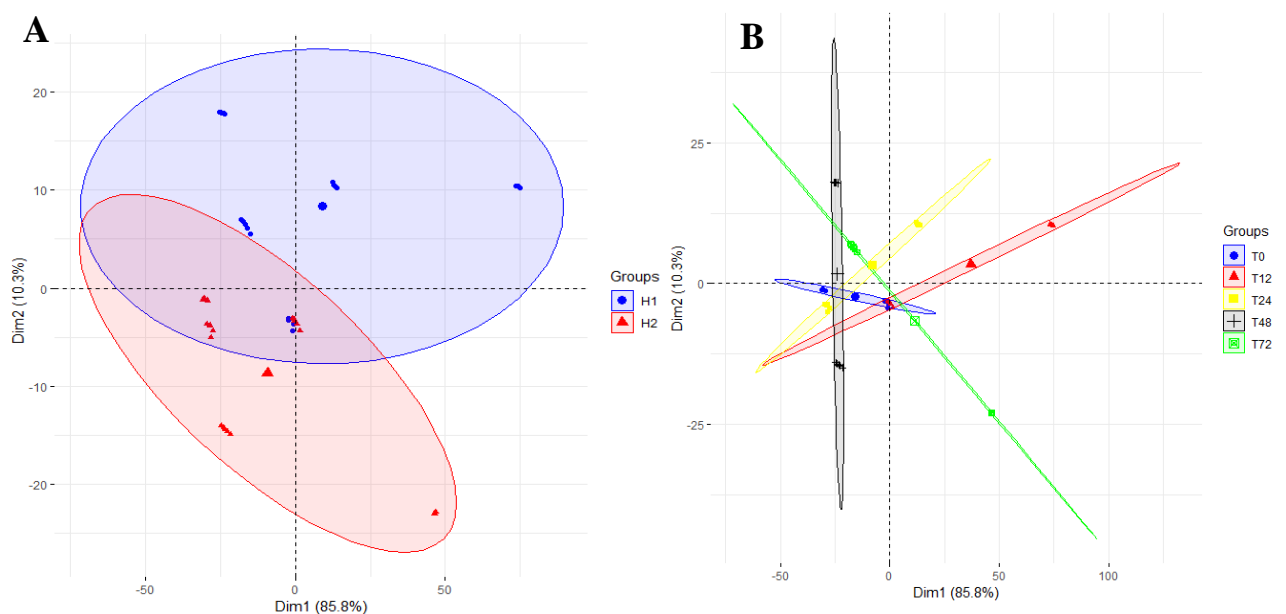 A
20
10
0
-10
-20
-50
0
50
Dim1 (85.8%)
Dim2 (10.3%)
Groups
H1
H2
B
25
0
-25
-50
0
50
100
Dim1 (85.8%)
Dim2 (10.3%)
Groups
T0
T12
T24
T48
T72